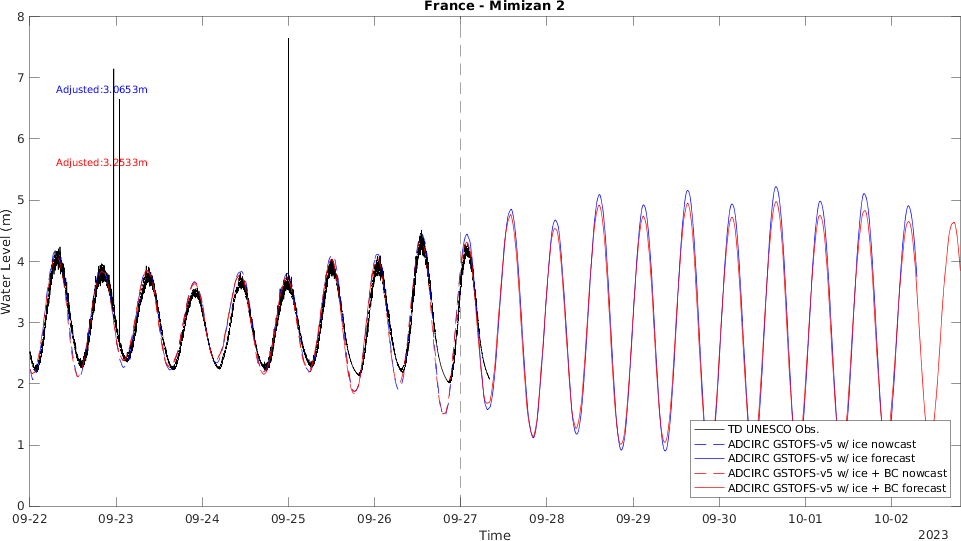 France - Mimizan 2
8
7
6
5
4
3
2
1
0
Water Level (m)
Adjusted:3.0653m
Adjusted:3.2533m
TD UNESCO Obs.
ADCIRC GSTOFS-v5 w/ ice nowcast
ADCIRC GSTOFS-v5 w/ ice forecast
ADCIRC GSTOFS-v5 w/ ice + BC nowcast
ADCIRC GSTOFS-v5 w/ ice + BC forecast
09-22 09-23 09-24 09-25 09-26 09-27 09-28 09-29 09-30 10-01 10-02
Time
2023